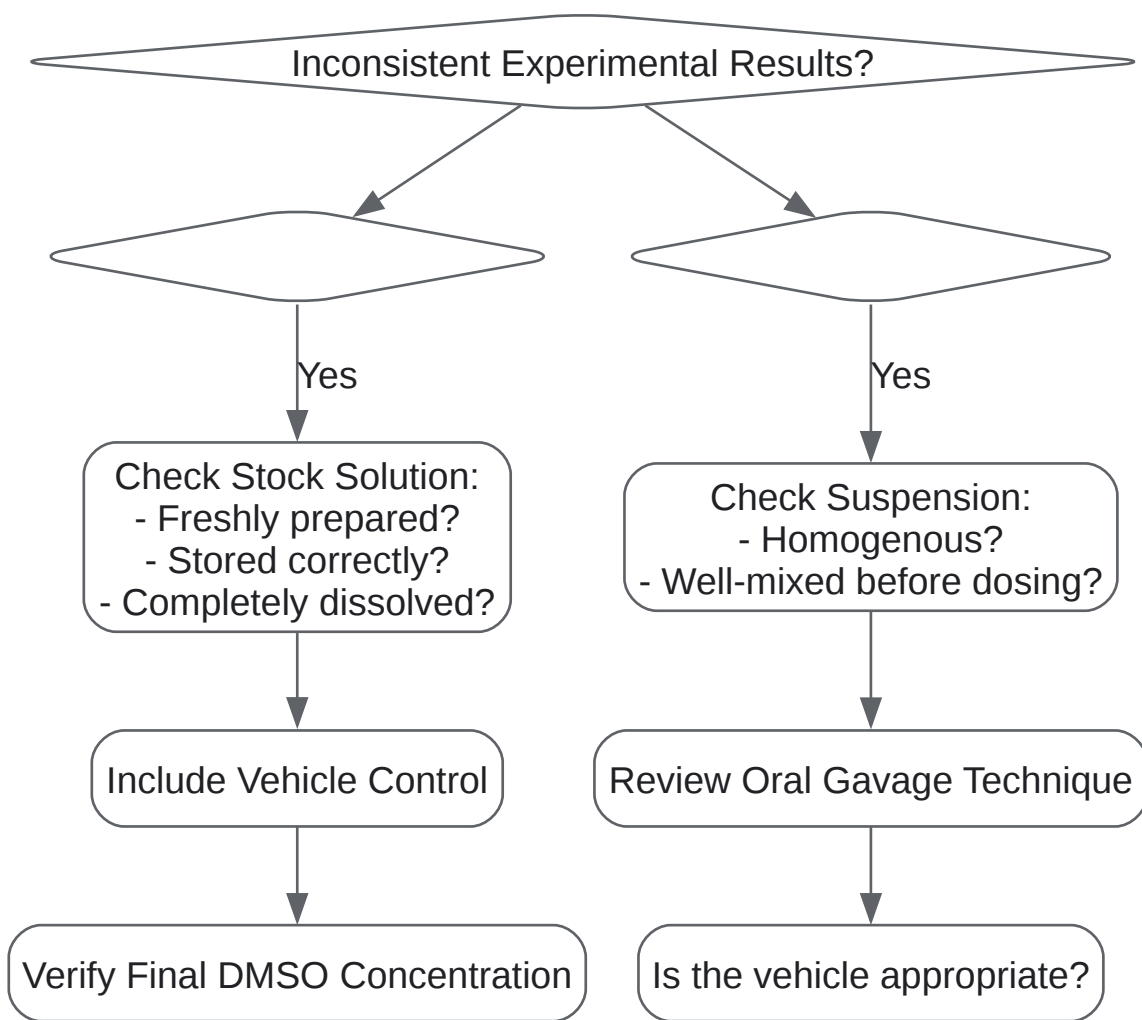 Inconsistent Experimental Results?
Yes
Yes
Check Stock Solution:
- Freshly prepared?
- Stored correctly?
- Completely dissolved?
Check Suspension:
- Homogenous?
- Well-mixed before dosing?
Include Vehicle Control
Review Oral Gavage Technique
Verify Final DMSO Concentration
Is the vehicle appropriate?